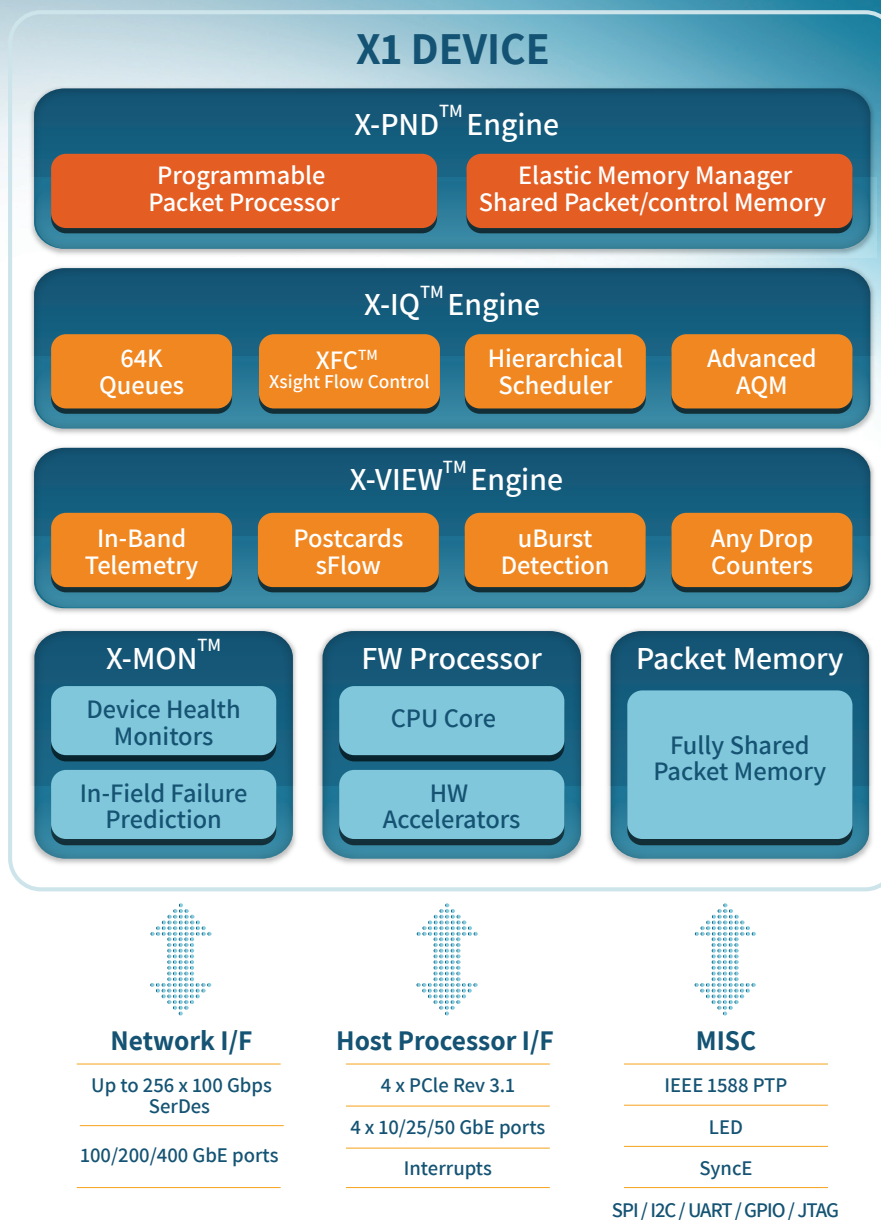 X1 DEVICE
X-PND™ Engine
Programmable
Packet Processor
Elastic Memory Manager
Shared Packet/control Memory
X-IQ™ Engine
64K
Queues
XFC™
Xsight Flow Control
Hierarchical
Scheduler
Advanced
AQM
X-VIEW™ Engine
In-Band
Telemetry
Postcards
sFlow
uBurst
Detection
Any Drop
Counters
X-MON™
Device Health
Monitors
In-Field Failure
Prediction
FW Processor
CPU Core
HW
Accelerators
Packet Memory
Fully Shared
Packet Memory
Network I/F
Up to 256 x 100 Gbps
SerDes
100/200/400 GbE ports
Host Processor I/F
4 x PCIe Rev 3.1
4 x 10/25/50 GbE ports
Interrupts
MISC
IEEE 1588 PTP
LED
SyncE
SPI / I2C / UART / GPIO / JTAG